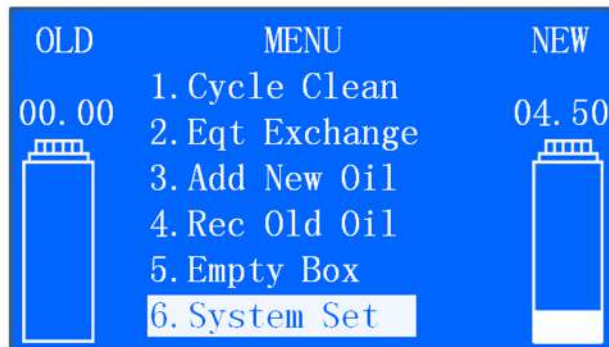 OLD MENU NEW
00.00
04.50
1.Cycle Clean
2.Eqt Exchange
3.Add New Oil
4.Rec Old Oil
5.Empty Box
6.System Set